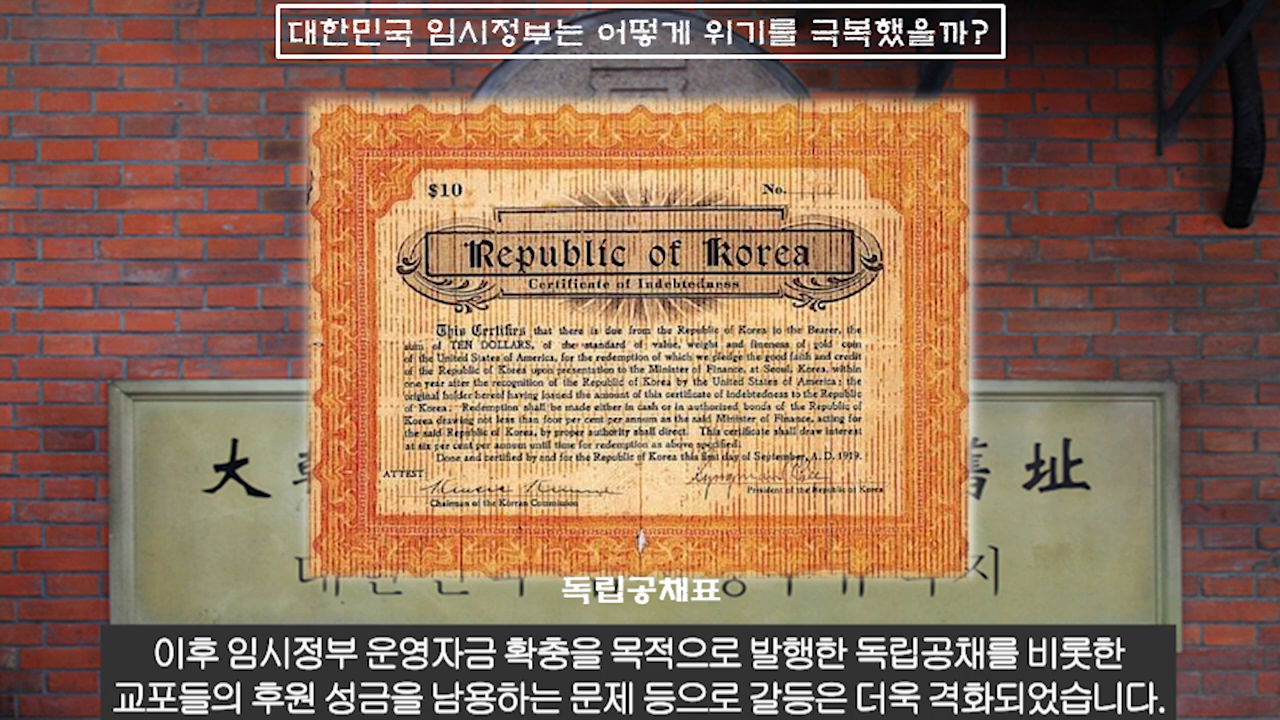 대한민국 임시정부는 어떻게 위기를 극복했을까?
$10 No.
Republic of Korea
Certificate of Indebtedness
This Certifies that there is due from the Republic of Korea to the Bearer, the
sum of TEN DOLLARS, of the standard of value, weight and fineness of gold coin
of the United States of America, for the redemption of which we pledge the good faith and credit
of the Republic of Korea upon presentation to the Minister of Finance, at Seoul, Korea, within
one year after the recognition of the Republic of Korea by the United States of America; the
original holder hereof having loaned the amount of this certificate of indebtedness to the Republic
of Korea. Redemption shall be made either in cash or in authorized bonds of the Republic of
Korea drawing not less than four per cent per annum as the said Minister of Finance, acting for
the said Republic of Korea, by proper authority shall direct. This certificate shall draw interest
at six per cent per annum until time for redemption as above specified.
Done and certified by and for the Republic of Korea this first day of September, A. D. 1919.
ATTEST:
Chairman of the Korean Commission
President of the Republic of Korea
大 舊址
독립공채표
이후 임시정부 운영자금 확충을 목적으로 발행한 독립공채를 비롯한
교포들의 후원 성금을 남용하는 문제 등으로 갈등은 더욱 격화되었습니다.